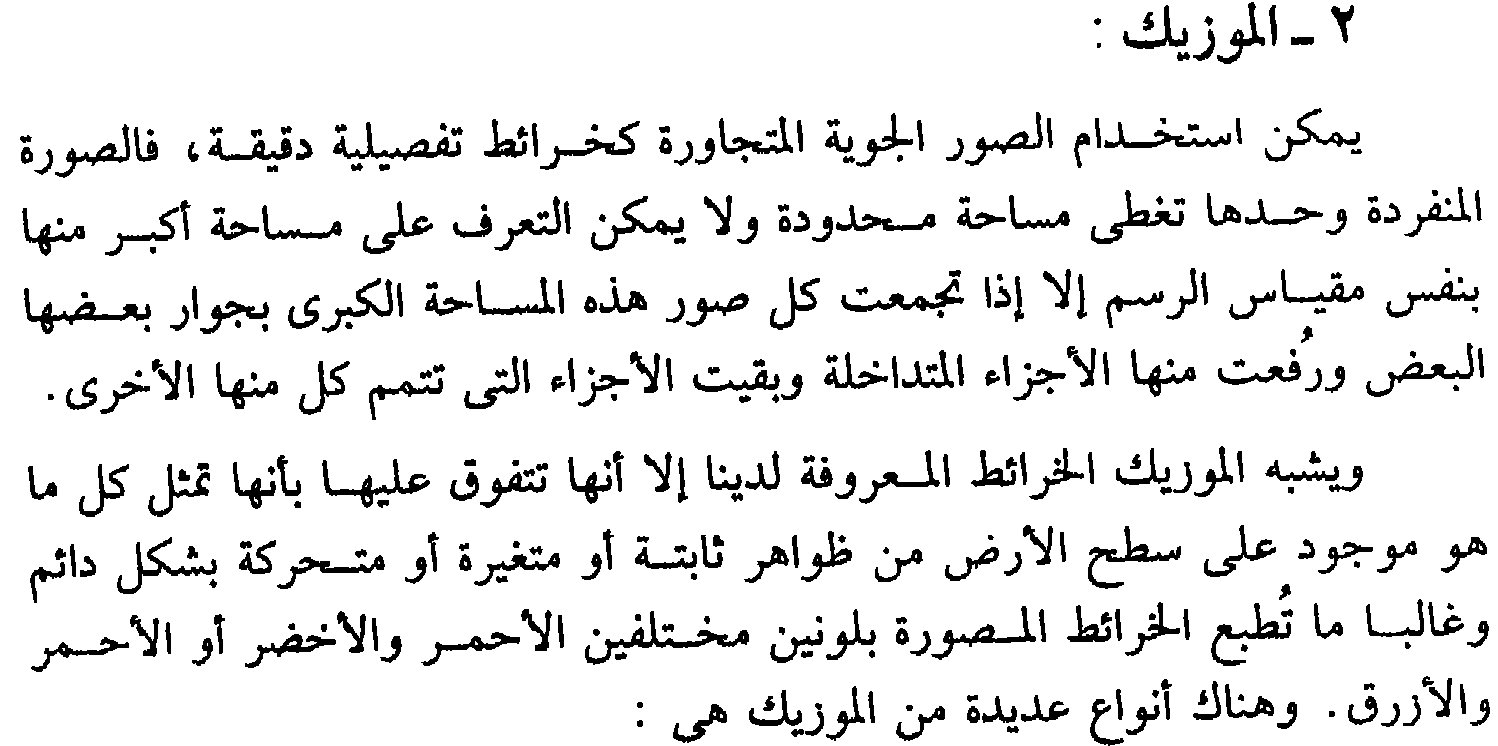 ٢ ـ الموزيك :
يمكن استخدام الصور الجوية المتجاورة كخرائط تفصيلية دقيقة، فالصورة
المنفردة وحدها تغطى مساحة محدودة ولا يمكن التعرف على مساحة أكبر منها
بنفس مقياس الرسم إلا إذا تجمعت كل صور هذه المساحة الكبرى بجوار بعضها
البعض ورُفعت منها الأجزاء المتداخلة وبقيت الأجزاء التى تتمم كل منها الأخرى.
ويشبه الموزيك الخرائط المعروفة لدينا إلا أنها تتفوق عليها بأنها تمثل كل ما
هو موجود على سطح الأرض من ظواهر ثابتة أو متغيرة أو متحركة بشكل دائم
وغالبا ما تُطبع الخرائط المصورة بلونين مختلفين الأحمر والأخضر أو الأحمر
والأزرق. وهناك أنواع عديدة من الموزيك هى :